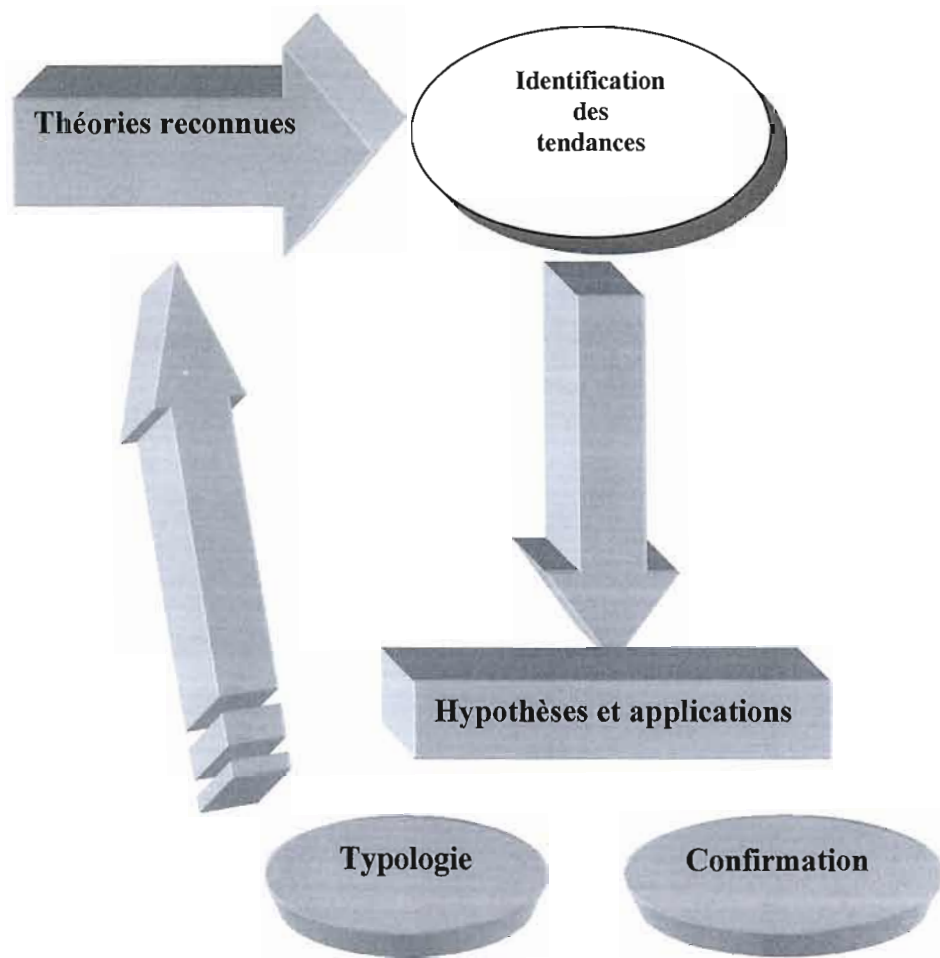 Théories reconnues
Identification
des
tendances
Hypothèses et applications
Typologie
Confirmation